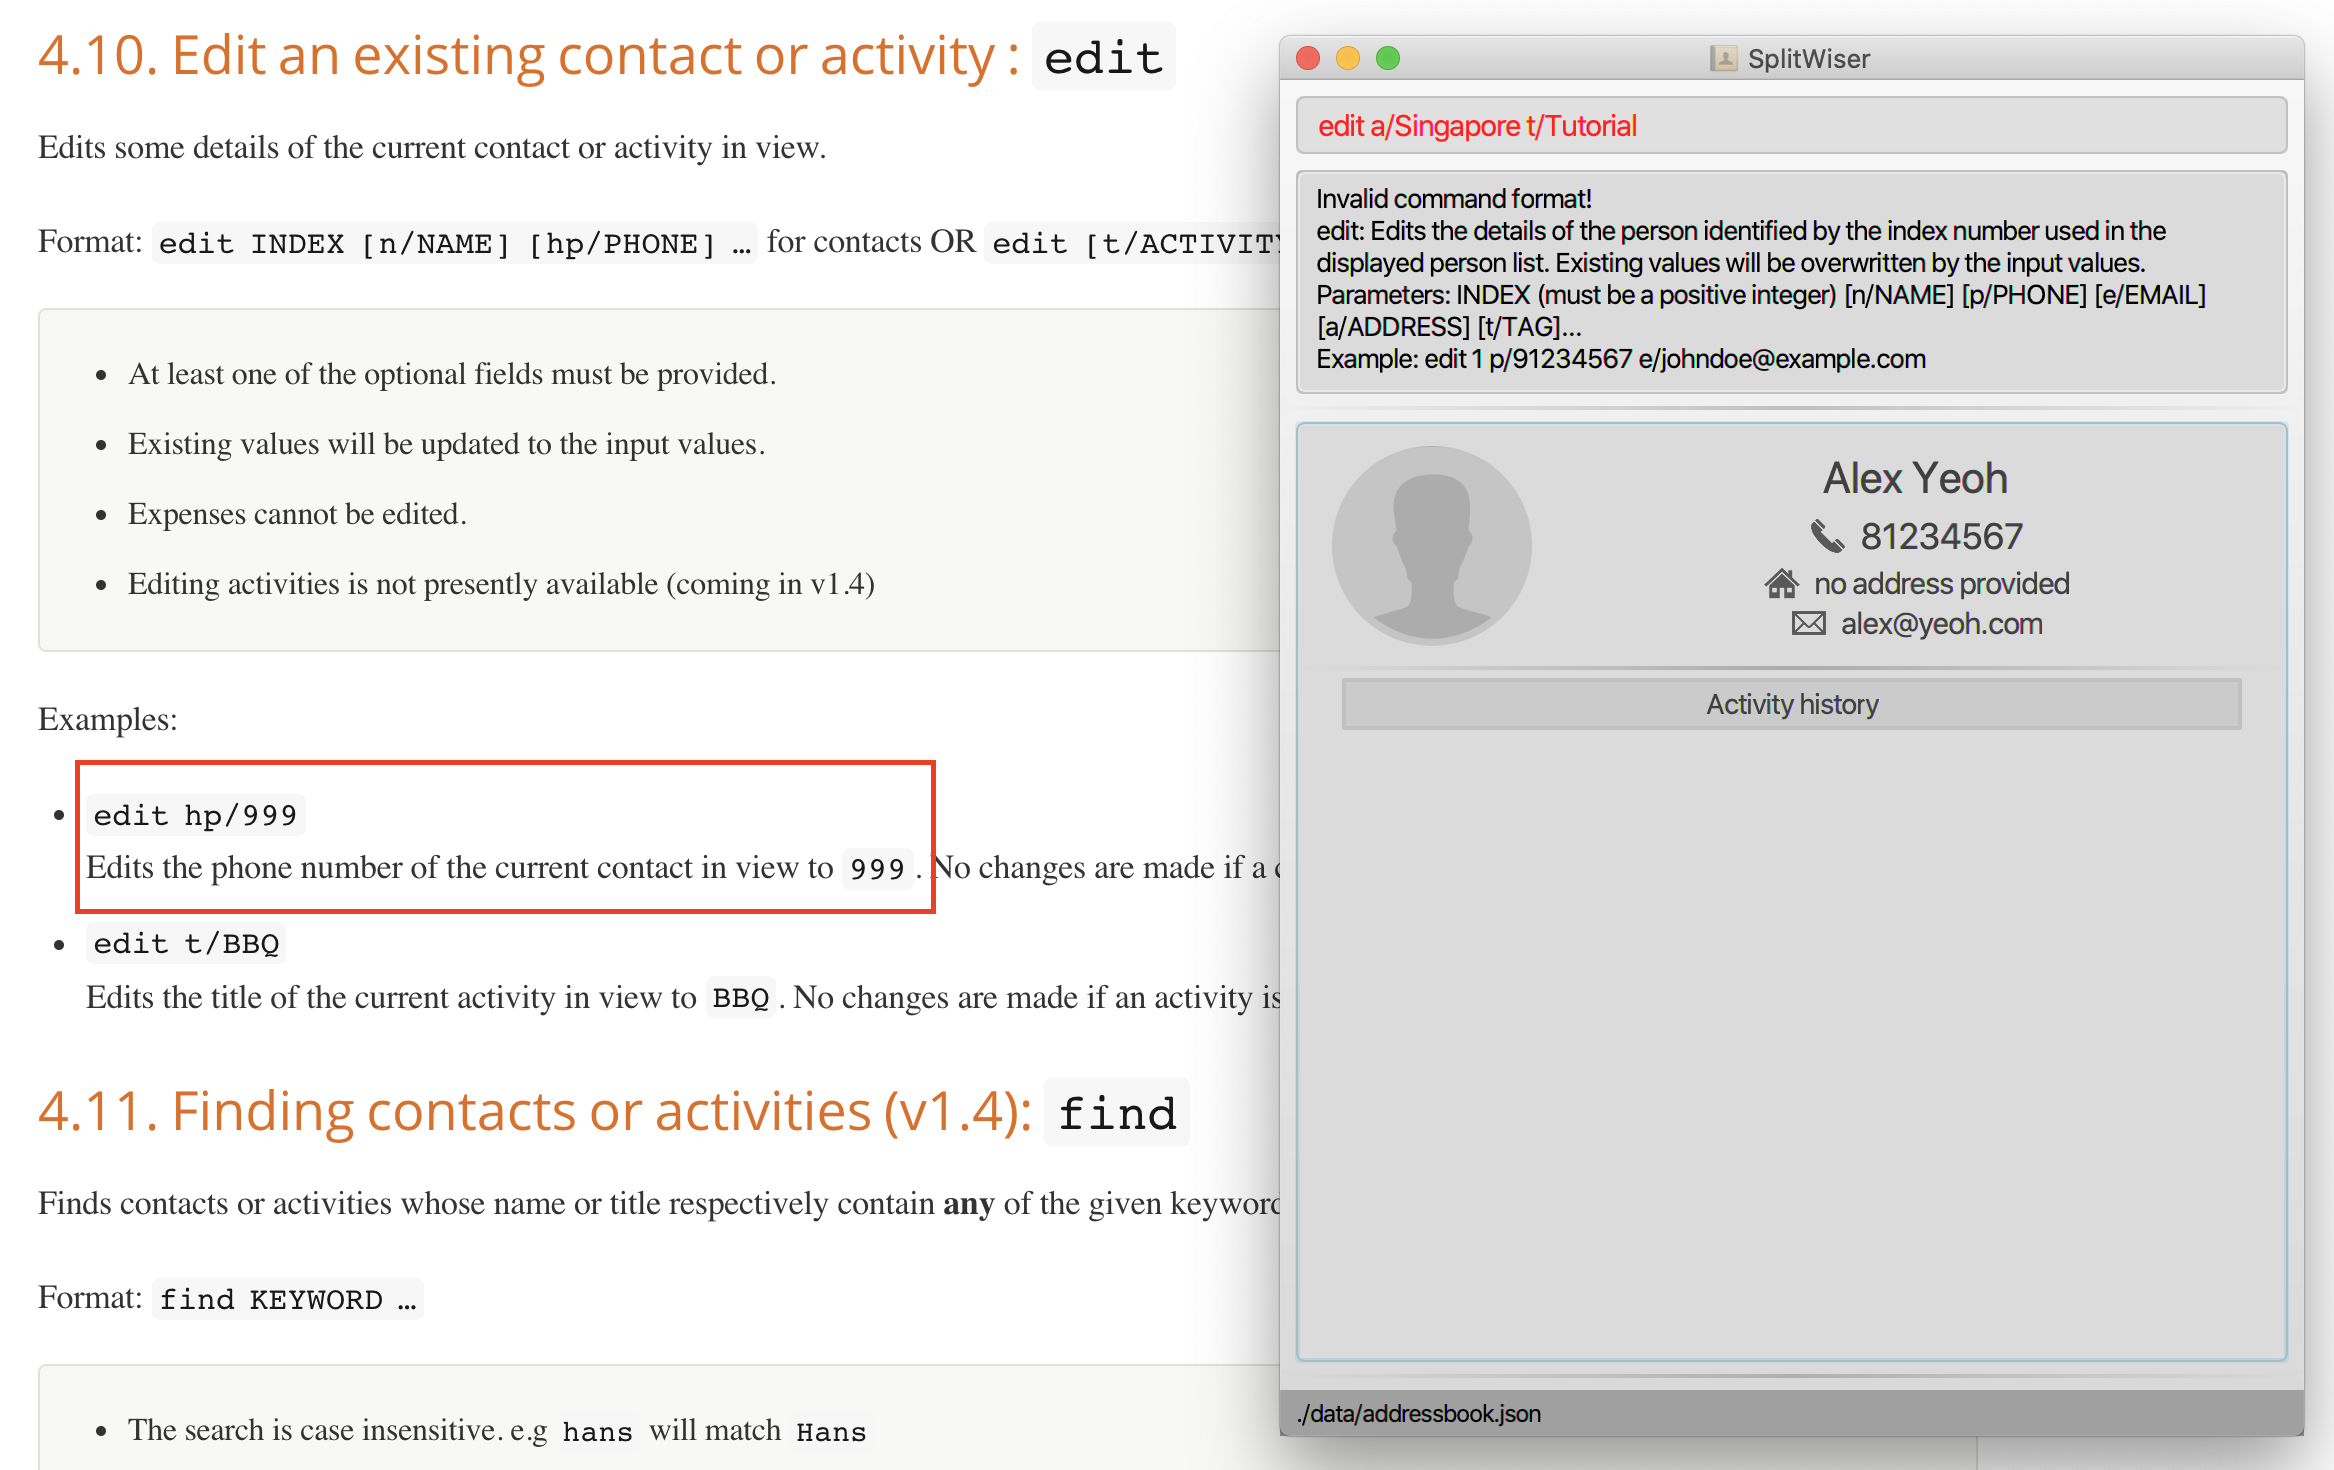 4.10. Edit an existing contact or activity : edit
Edits some details of the current contact or activity in view.
Format: edit INDEX [n/NAME] [hp/PHONE] … for contacts OR edit [t/ACTIVITY
• At least one of the optional fields must be provided.
• Existing values will be updated to the input values.
• Expenses cannot be edited.
• Editing activities is not presently available (coming in v1.4)
Examples:
• edit hp/999
Edits the phone number of the current contact in view to 999. No changes are made if a
• edit t/BBQ
Edits the title of the current activity in view to BBQ. No changes are made if an activity is
4.11. Finding contacts or activities (v1.4): find
Finds contacts or activities whose name or title respectively contain any of the given keyword
Format: find KEYWORD …
• The search is case insensitive. e.g hans will match Hans
SplitWiser
edit a/Singapore t/Tutorial
Invalid command format!
edit: Edits the details of the person identified by the index number used in the
displayed person list. Existing values will be overwritten by the input values.
Parameters: INDEX (must be a positive integer) [n/NAME] [p/PHONE] [e/EMAIL]
[a/ADDRESS] [t/TAG]...
Example: edit 1 p/91234567 e/johndoe@example.com
Alex Yeoh
81234567
no address provided
alex@yeoh.com
Activity history
./data/addressbook.json